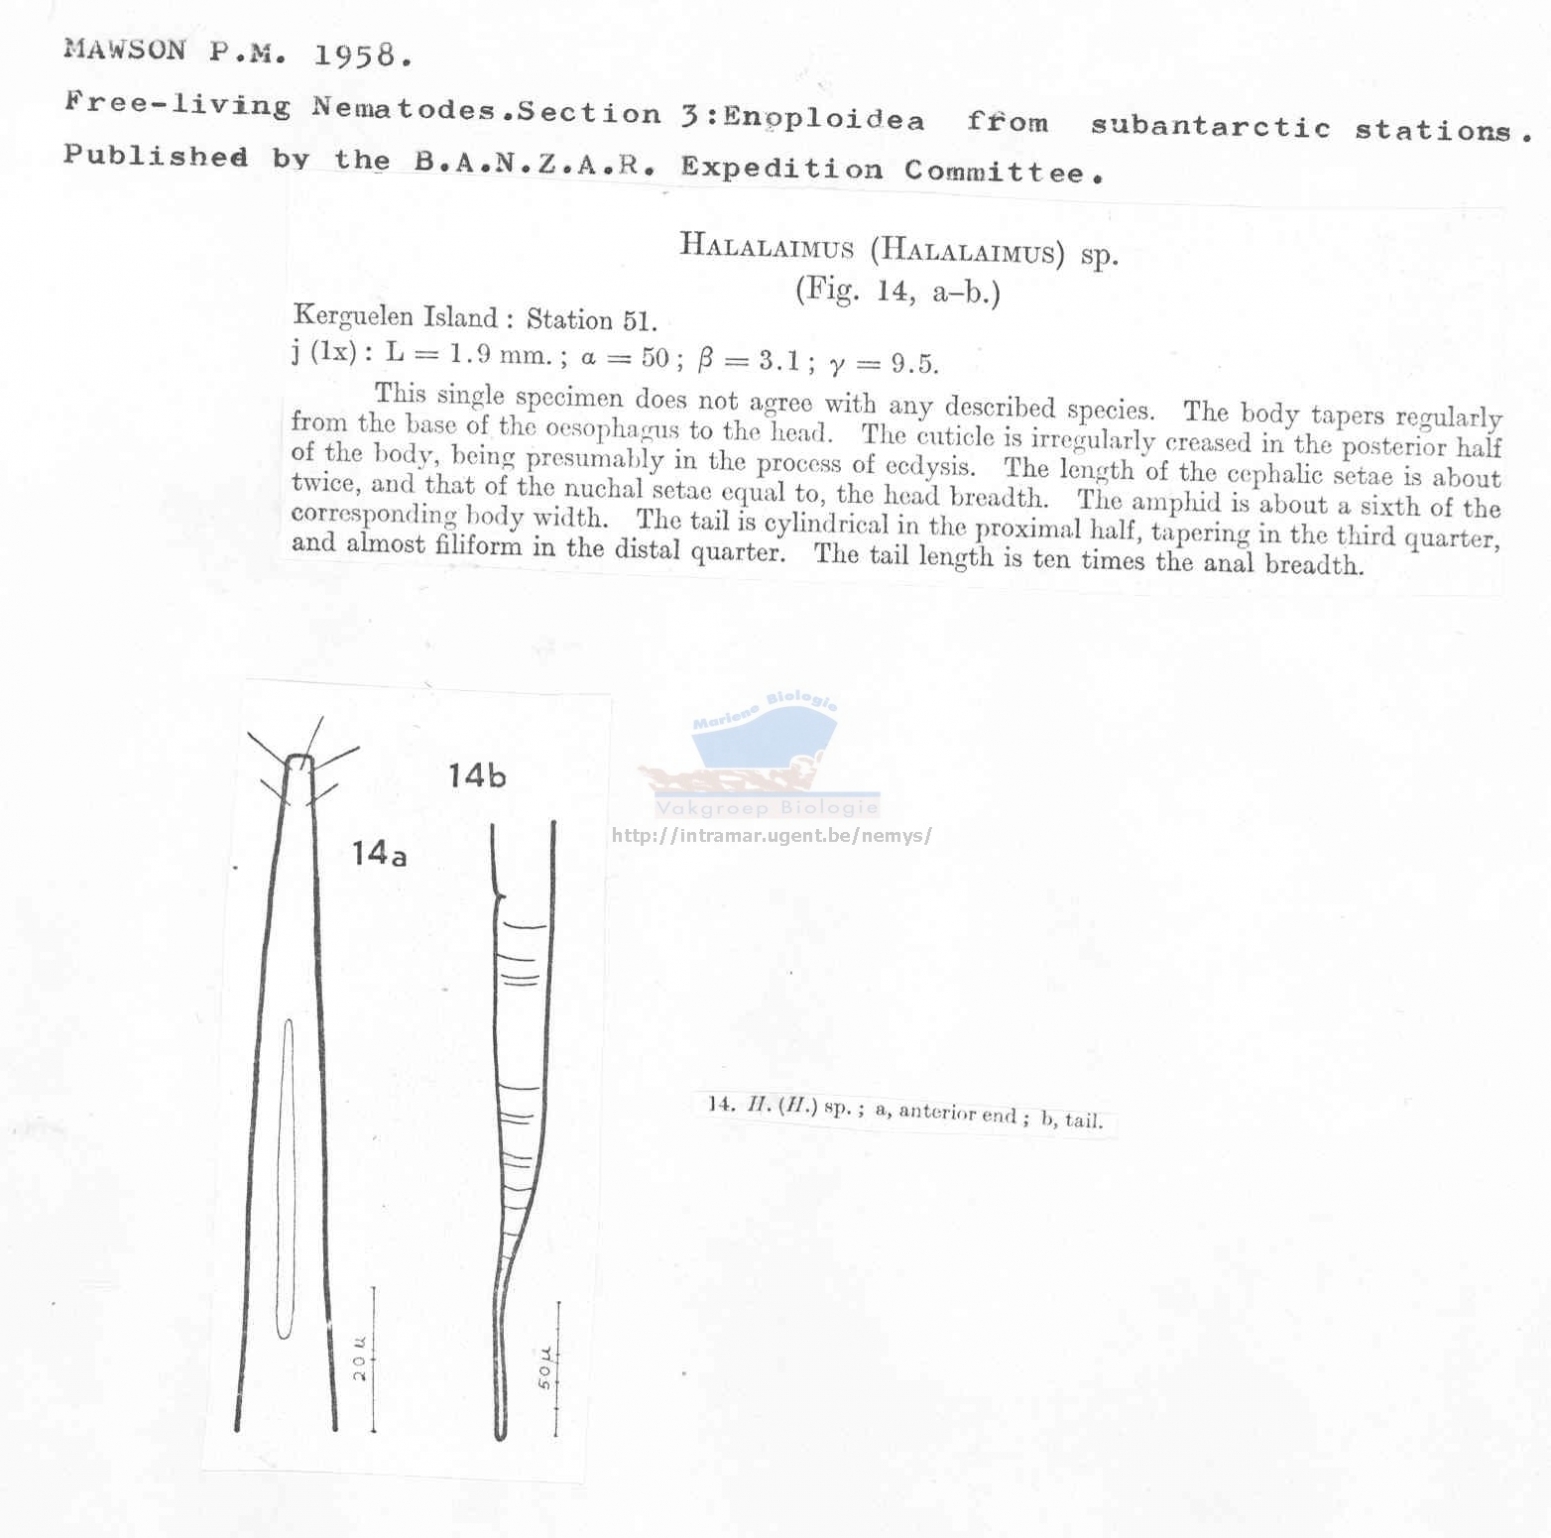 MAWSON P.M. 1958.
Free-living Nematodes.Section 3:Enoploidea from subantarctic stations.
Published by the B.A.N.Z.A.R. Expedition Committee.
HALALAIMUS (HALALAIMUS) sp.
(Fig. 14, a–b.)
Kerguelen Island : Station 51.
j (1x) : L = 1.9 mm. ; α = 50 ; β = 3.1 ; γ = 9.5.
This single specimen does not agree with any described species. The body tapers regularly
from the base of the oesophagus to the head. The cuticle is irregularly creased in the posterior half
of the body, being presumably in the process of ecdysis. The length of the cephalic setae is about
twice, and that of the nuchal setae equal to, the head breadth. The amphid is about a sixth of the
corresponding body width. The tail is cylindrical in the proximal half, tapering in the third quarter,
and almost filiform in the distal quarter. The tail length is ten times the anal breadth.
Mariene Biologie
Vakgroep Biologie
http://intramar.ugent.be/nemys/
14b
14a
14. H. (H.) sp. ; a, anterior end ; b, tail.
20 μ
50 μ